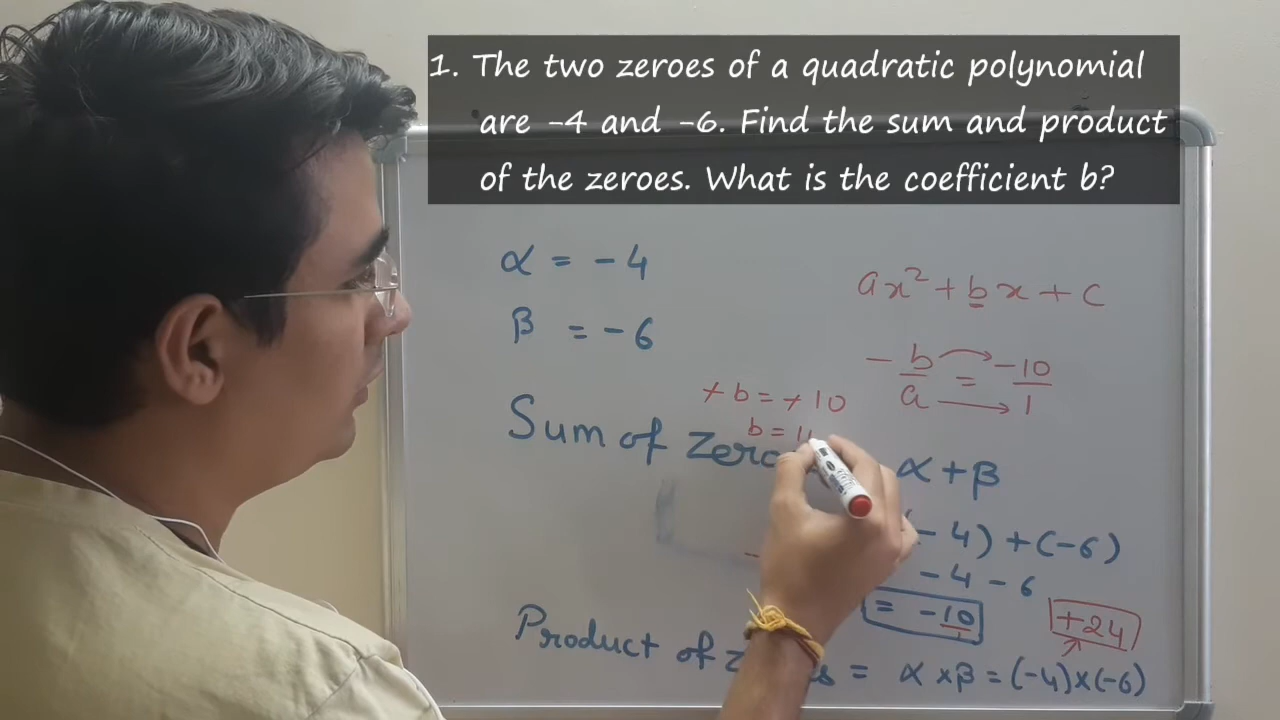 1. The two zeroes of a quadratic polynomial
are -4 and -6. Find the sum and product
of the zeroes. What is the coefficient b?
α = - 4
β = - 6
ax² + bx + c
- b/a = -10/1
+ b = + 10
b =
Sum of α + β
(- 4) + (-6)
- 4 - 6
= - 10
+24
Product of = α × β = (-4)×(-6)